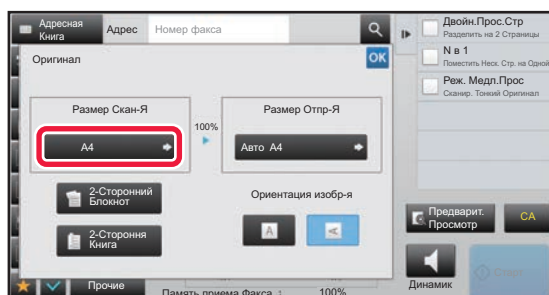 Адресная
Книга
Адрес
Номер факса
Двойн.Прос.Стр
Разделить на 2 Страницы
N в 1
Поместить Неск. Стр. на Одной
Реж. Медл.Прос
Сканир. Тонкий Оригинал
Оригинал
OK
Размер Скан-Я
A4
100%
Размер Отпр-Я
Авто A4
2-Сторонний
Блокнот
2-Стороння
Книга
Ориентация изобр-я
A
A
Предварит.
Просмотр
CA
Динамик
Старт
Прочие
Память приема Факса
100%